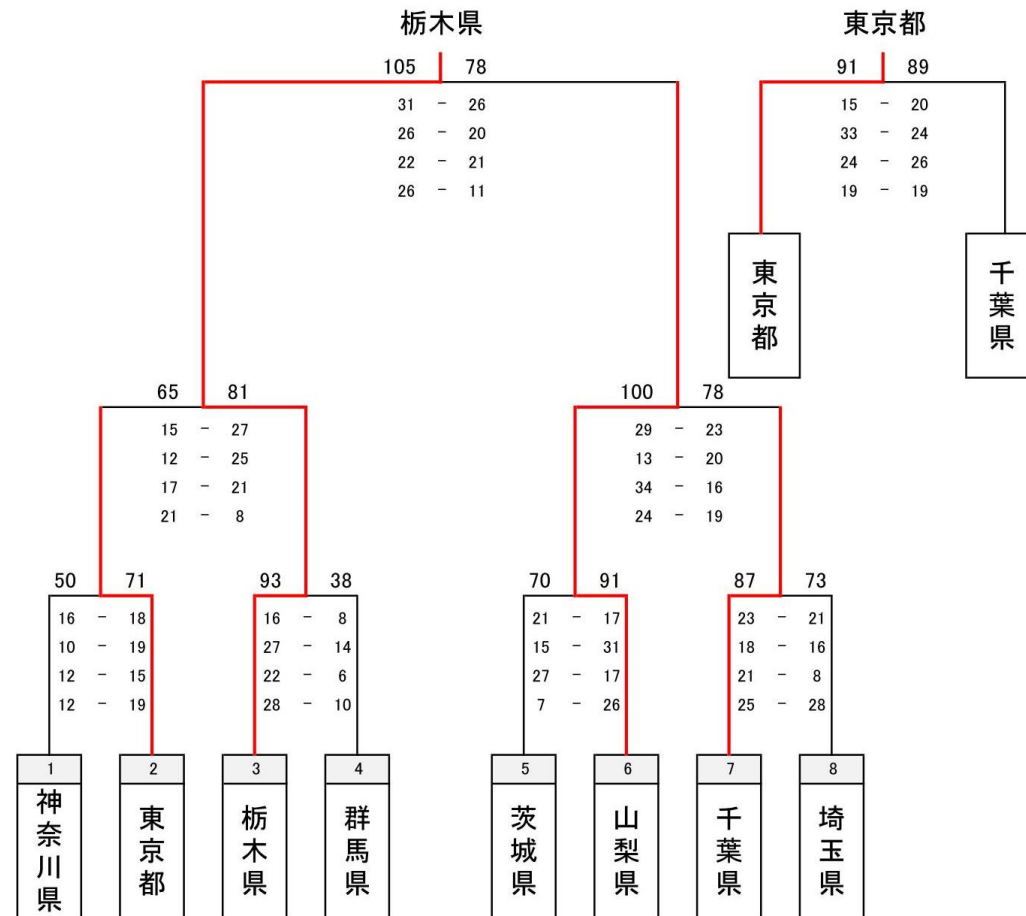 栃木県 東京都
105 78 91 89
31 - 26 15 - 20
26 - 20 33 - 24
22 - 21 24 - 26
26 - 11 19 - 19
東京都 千葉県
65 81 100 78
15 - 27 29 - 23
12 - 25 13 - 20
17 - 21 34 - 16
21 - 8 24 - 19
50 71 93 38 70 91 87 73
16 - 18 16 - 8 21 - 17 23 - 21
10 - 19 27 - 14 15 - 31 18 - 16
12 - 15 22 - 6 27 - 17 21 - 8
12 - 19 28 - 10 7 - 26 25 - 28
1 2 3 4 5 6 7 8
神奈川県 東京都 栃木県 群馬県 茨城県 山梨県 千葉県 埼玉県